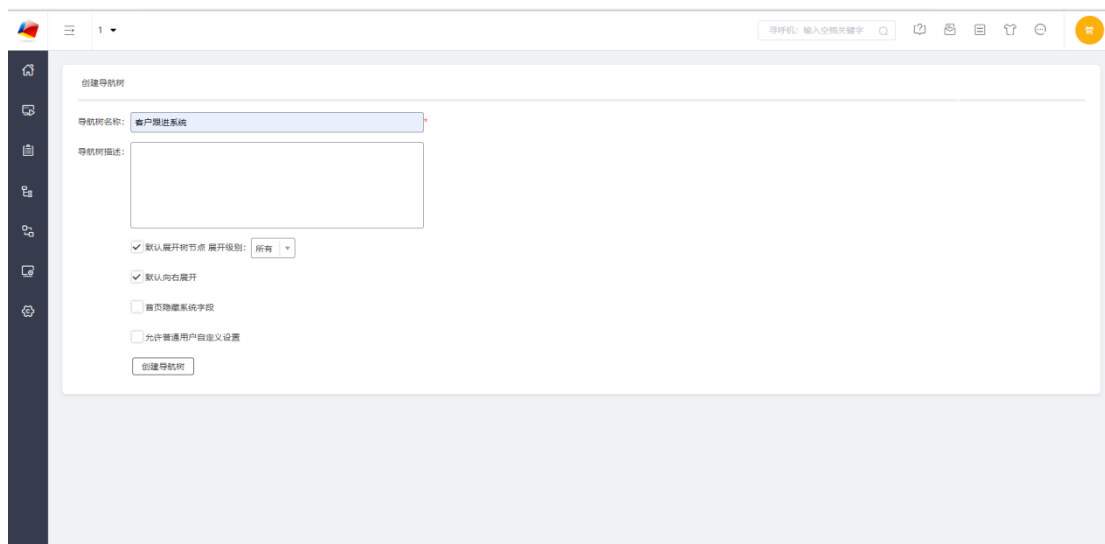 1
寻呼机：输入空格关键字
管
创建导航树
导航树名称： 客户跟进系统 *
导航树描述：
默认展开树节点 展开级别： 所有
默认向右展开
首页隐藏系统字段
允许普通用户自定义设置
创建导航树